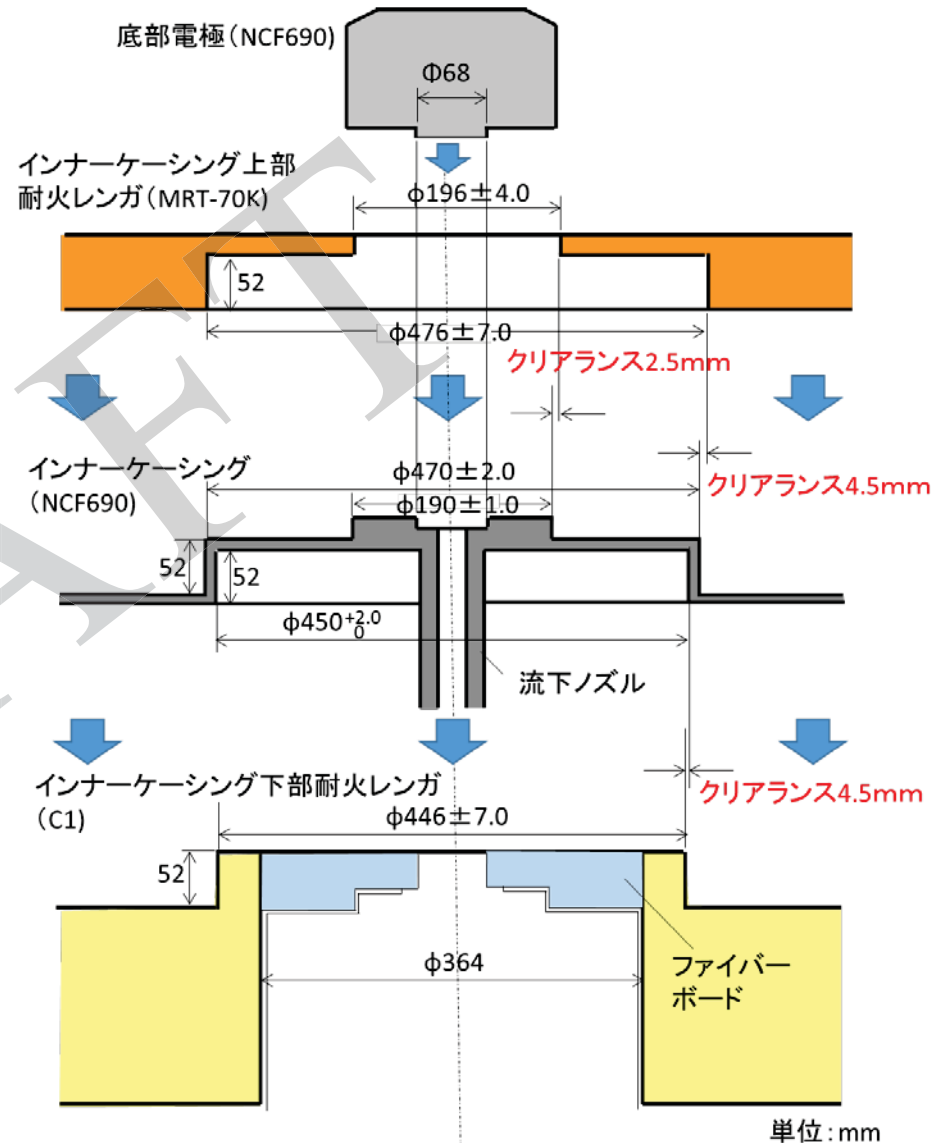 底部電極(NCF690)
Φ68
インナーケーシング上部
耐火レンガ(MRT-70K)
φ196±4.0
52
φ476±7.0
クリアランス2.5mm
インナーケーシング
(NCF690)
φ470±2.0
クリアランス4.5mm
φ190±1.0
52
52
φ450+2.0
0
流下ノズル
インナーケーシング下部耐火レンガ
(C1)
クリアランス4.5mm
φ446±7.0
52
φ364
ファイバー
ボード
単位:mm